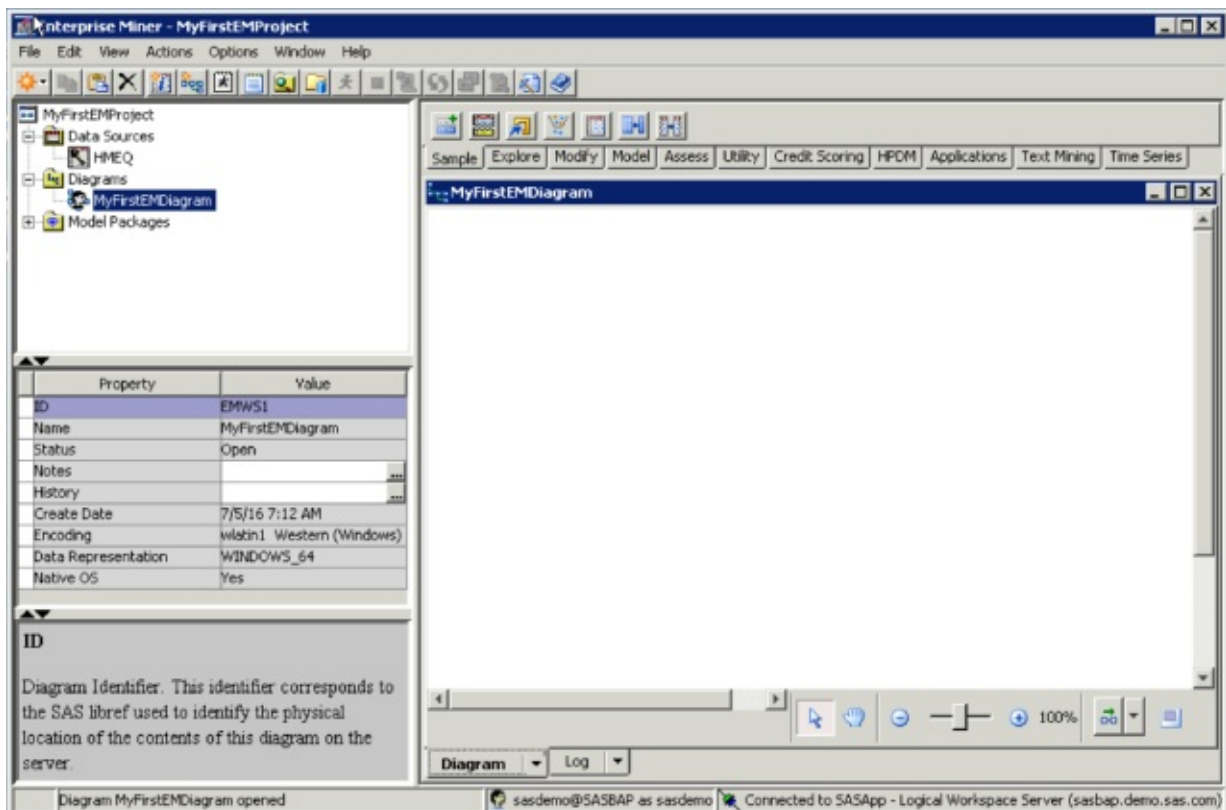 Enterprise Miner - MyFirstEMProject
File Edit View Actions Options Window Help
MyFirstEMProject
Data Sources
HMEQ
Diagrams
MyFirstEMDiagram
Model Packages
Property Value
ID EMWS1
Name MyFirstEMDiagram
Status Open
Notes ...
History ...
Create Date 7/5/16 7:12 AM
Encoding wlatin1 Western (Windows)
Data Representation WINDOWS_64
Native OS Yes
ID
Diagram Identifier. This identifier corresponds to
the SAS libref used to identify the physical
location of the contents of this diagram on the
server.
Sample Explore Modify Model Assess Utility Credit Scoring HPDM Applications Text Mining Time Series
MyFirstEMDiagram
100%
Diagram Log
Diagram MyFirstEMDiagram opened
sasdemo@SASBAP as sasdemo
Connected to SASApp - Logical Workspace Server (sasbap.demo.sas.com)